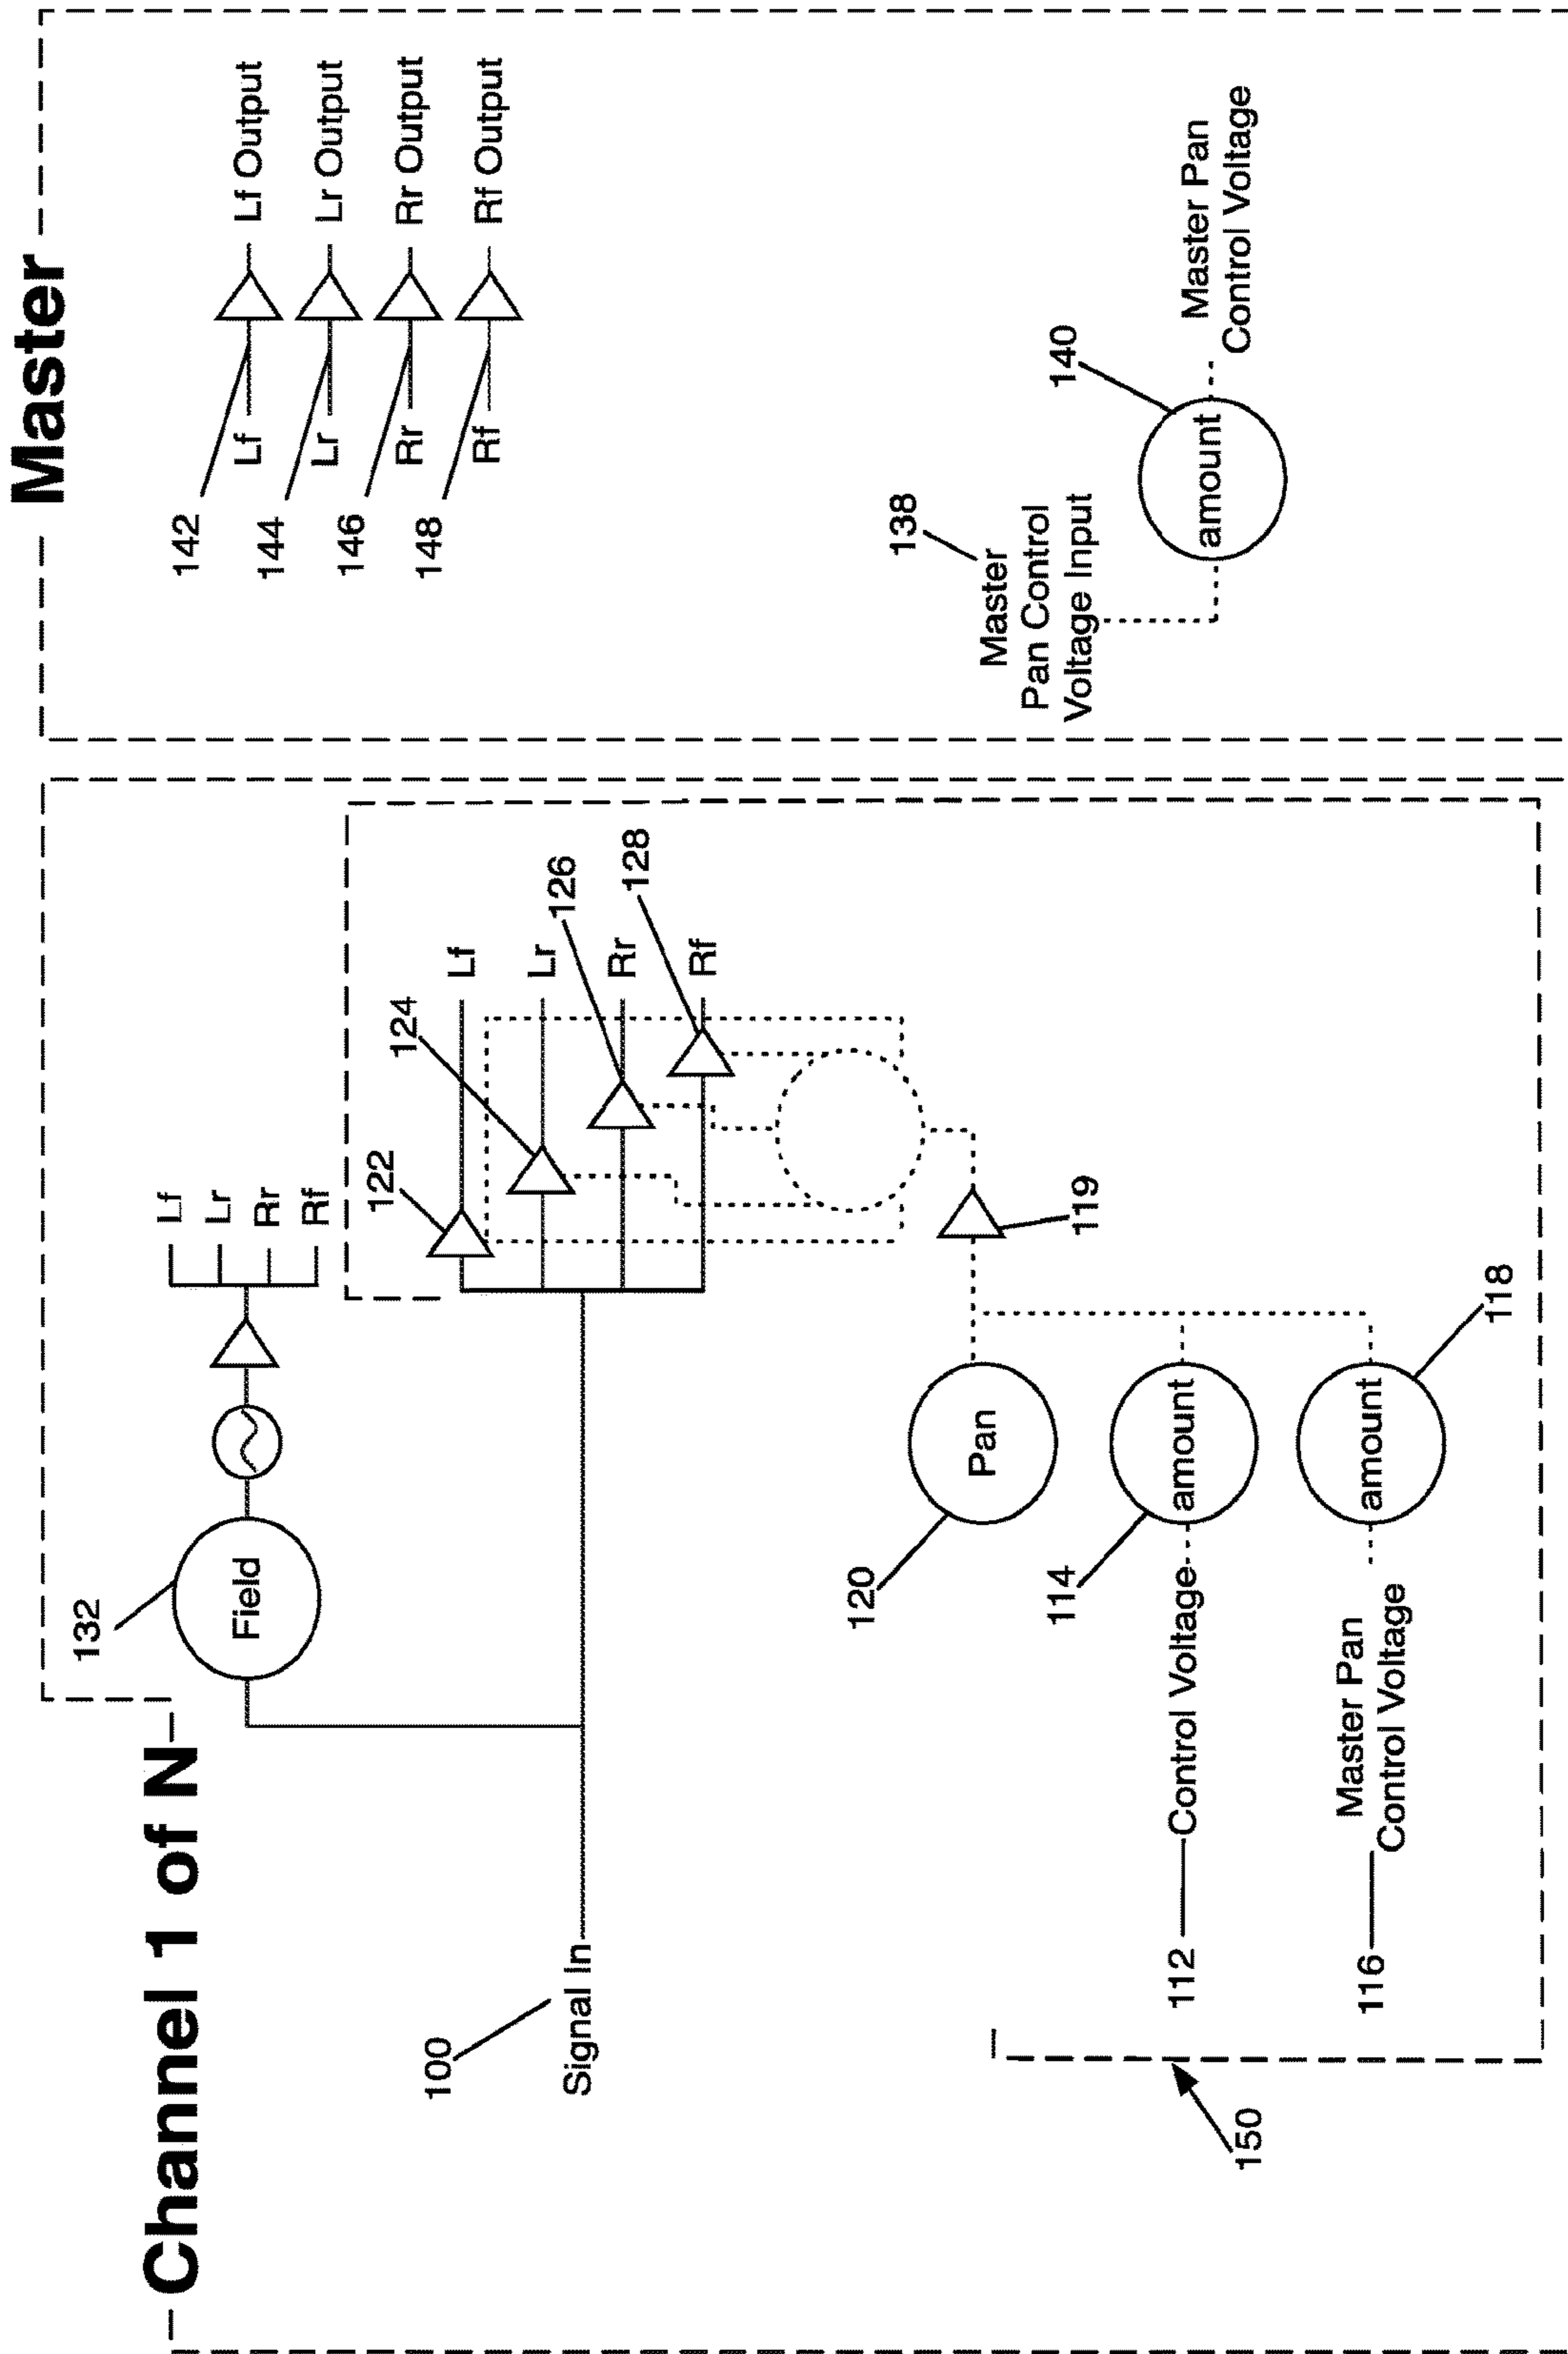 Channel 1 of N
132
Field
Lf
Lr
Rr
Rf
100
Signal In
122
124
126
128
Lf
Lr
Rr
Rf
120
Pan
119
114
112
Control Voltage
amount
118
116
Master Pan
Control Voltage
amount
150
Master
142
Lf
Lf Output
144
Lr
Lr Output
146
Rr
Rr Output
148
Rf
Rf Output
138
Master
Pan Control
Voltage Input
140
amount
Master Pan
Control Voltage